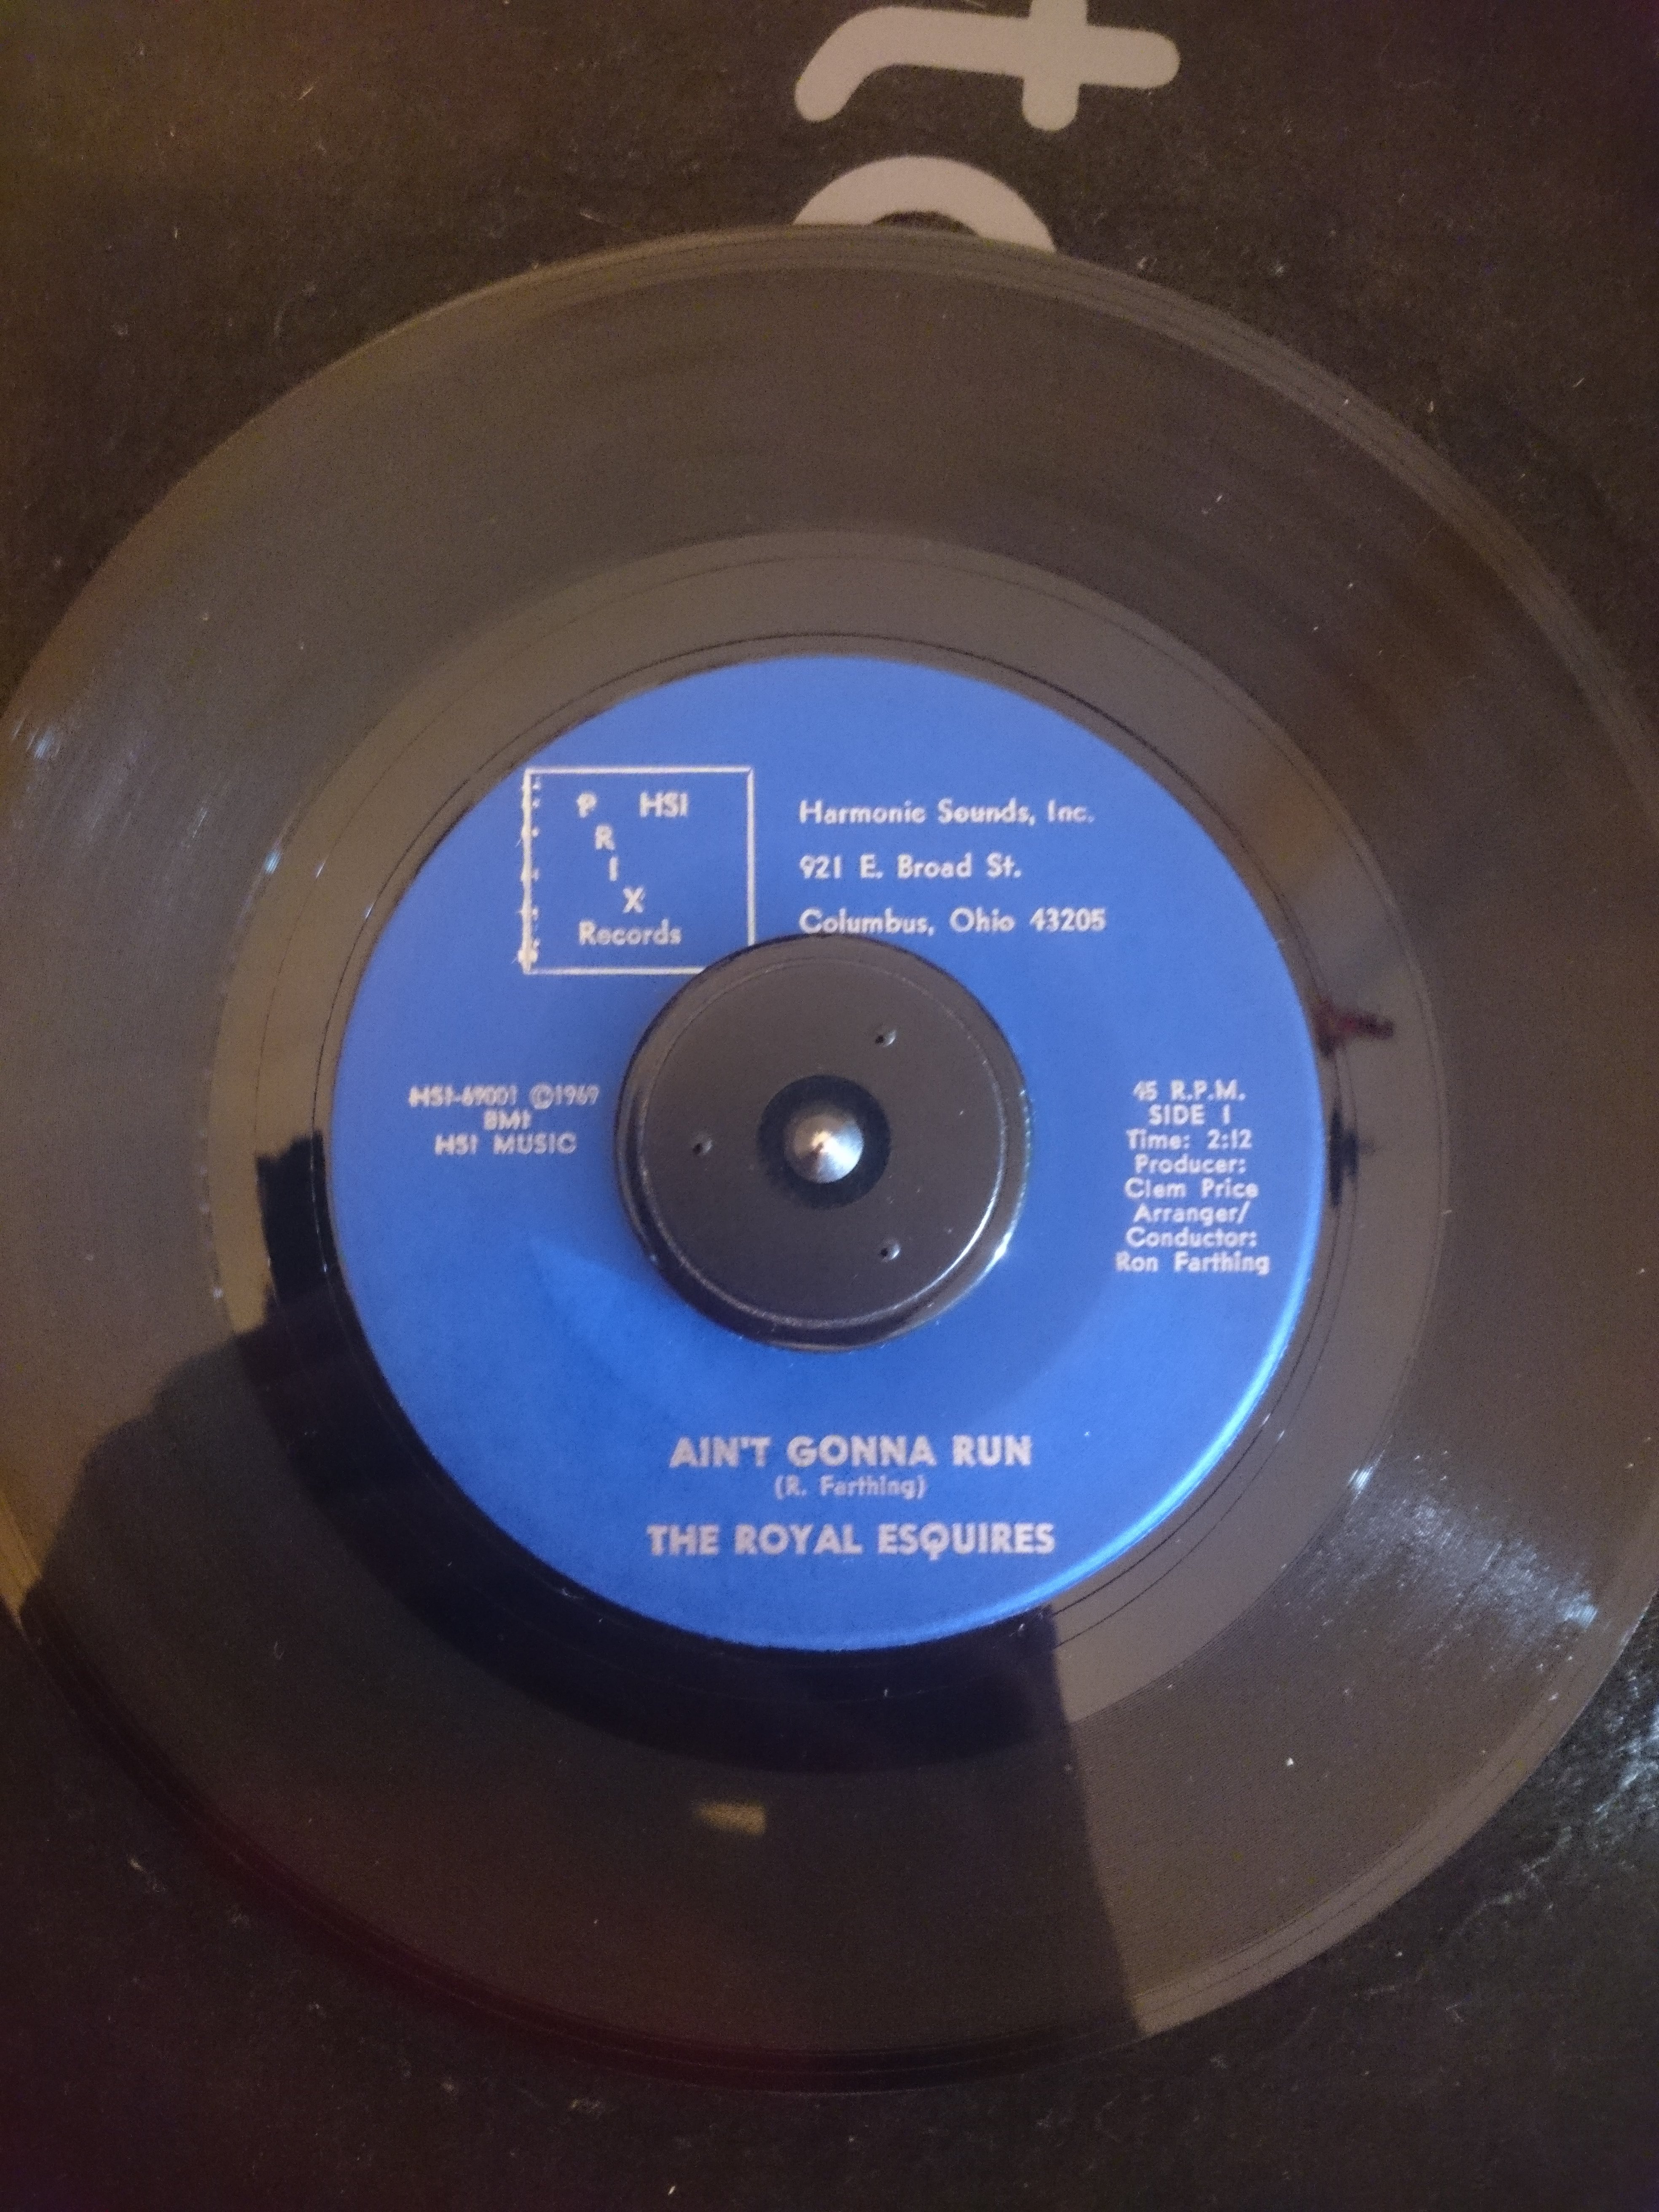 P HSI
R
I
X
Records
Harmonic Sounds, Inc.
921 E. Broad St.
Columbus, Ohio 43205
HSI-69001 ©1969
BMI
HSI MUSIC
45 R.P.M.
SIDE 1
Time: 2:12
Producer:
Clem Price
Arranger/
Conductor:
Ron Farthing
AIN'T GONNA RUN
(R. Farthing)
THE ROYAL ESQUIRES